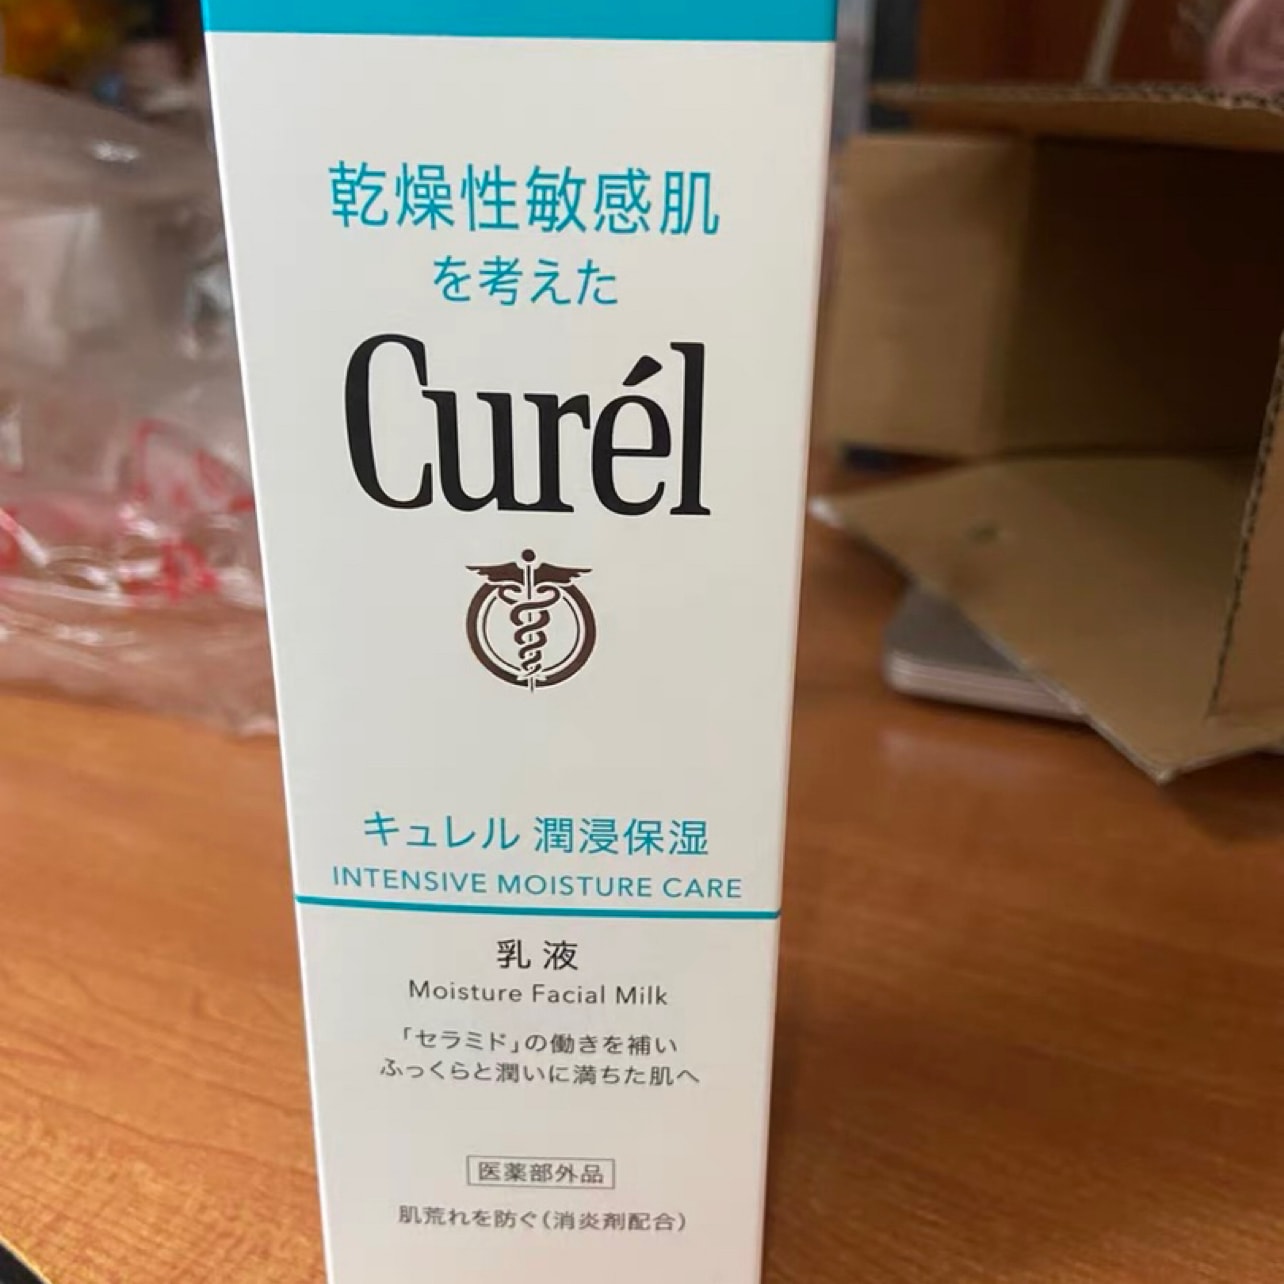 乾燥性敏感肌
を考えた
Curél
キュレル 潤浸保湿
INTENSIVE MOISTURE CARE
乳液
Moisture Facial Milk
「セラミド」の働きを補い
ふっくらと潤いに満ちた肌へ
医薬部外品
肌荒れを防ぐ(消炎剤配合)